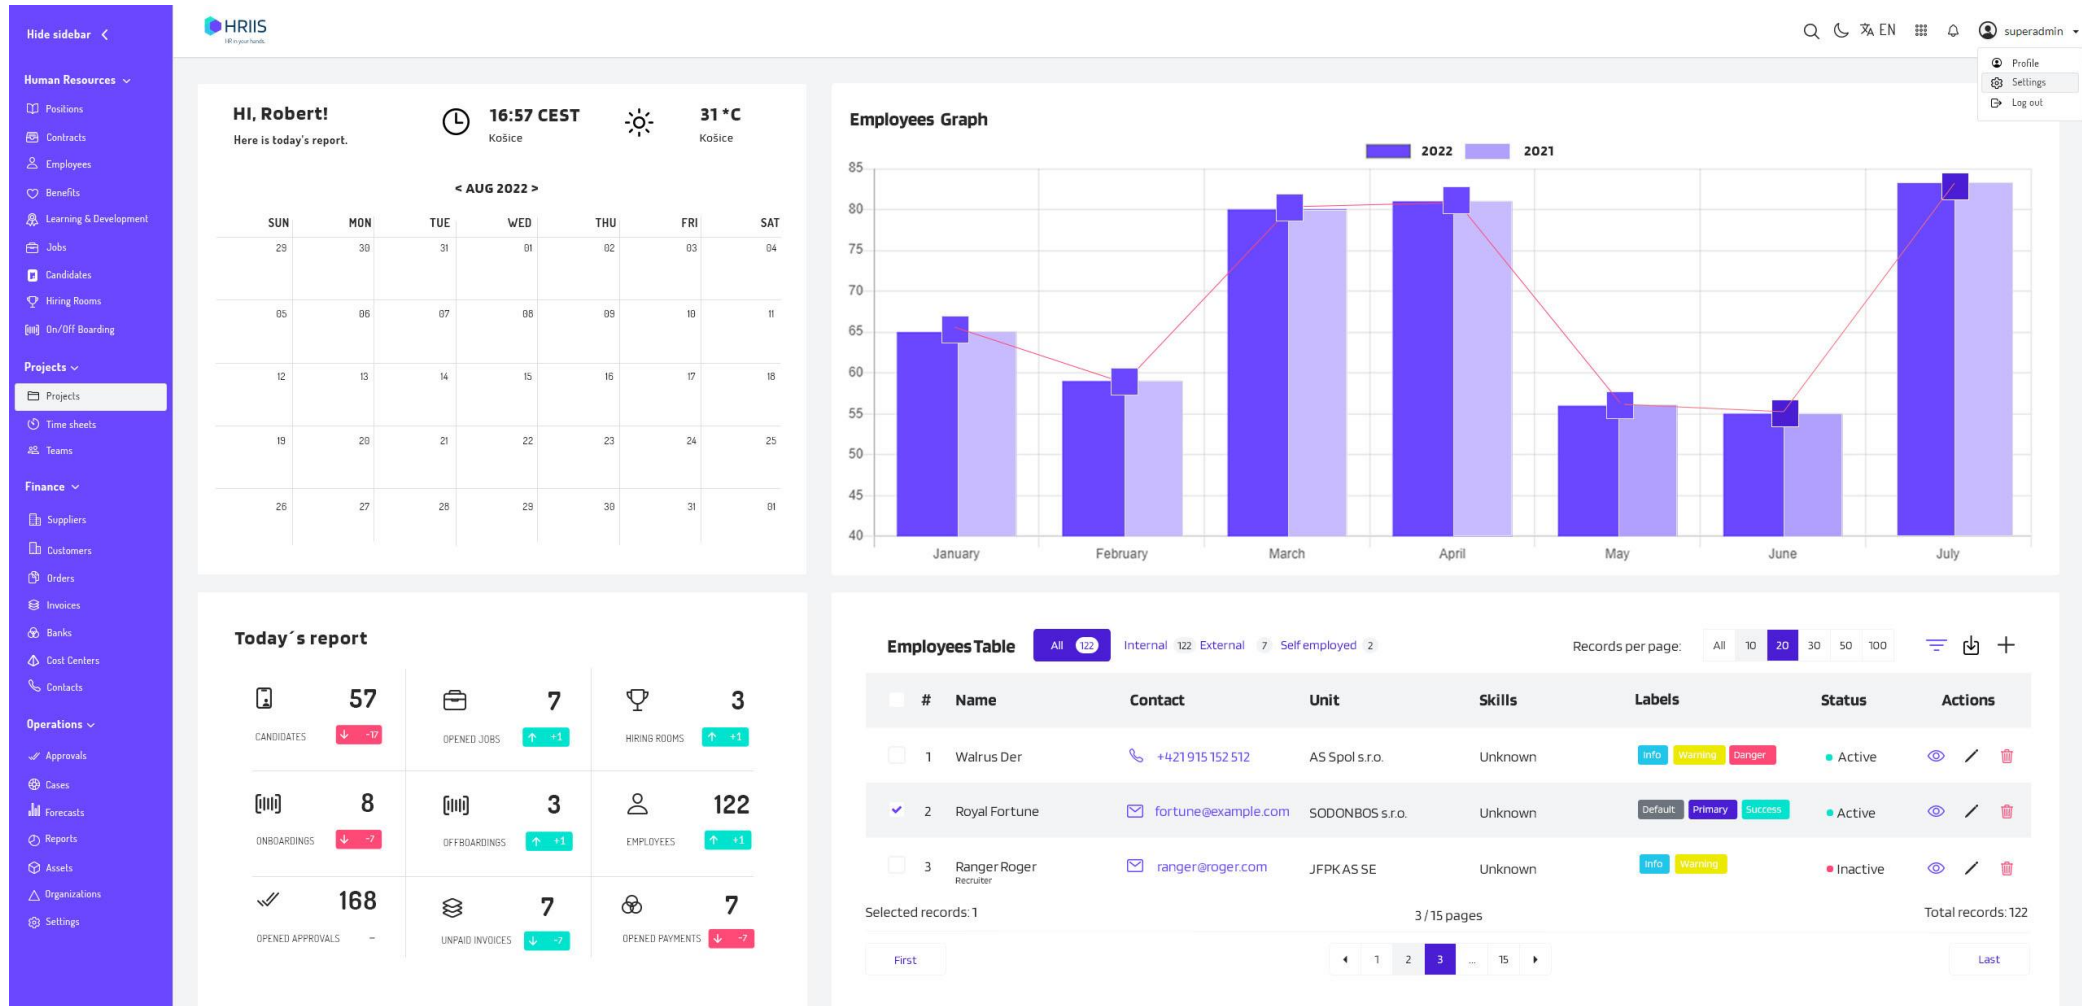 Hide sidebar
Human Resources
Positions
Contracts
Employees
Benefits
Learning & Development
Jobs
Candidates
Hiring Rooms
On/Off Boarding
Projects
Projects
Time sheets
Teams
Finance
Suppliers
Customers
Orders
Invoices
Banks
Cost Centers
Contacts
Operations
Approvals
Cases
Forecasts
Reports
Assets
Organizations
Settings
HRIIS
HR in your hands.
EN
superadmin
Profile
Settings
Log out
HI, Robert!
Here is today's report.
16:57 CEST
Košice
31 °C
Košice
< AUG 2022 >
SUN MON TUE WED THU FRI SAT
29 30 31 01 02 03 04
05 06 07 08 09 10 11
12 13 14 15 16 17 18
19 20 21 22 23 24 25
26 27 28 29 30 31 01
Employees Graph
2022 2021
85
80
75
70
65
60
55
50
45
40
January February March April May June July
Today´s report
57 7 3
CANDIDATES -17 OPENED JOBS +1 HIRING ROOMS +1
8 3 122
ONBOARDINGS -7 OFFBOARDINGS +1 EMPLOYEES +1
168 7 7
OPENED APPROVALS – UNPAID INVOICES -7 OPENED PAYMENTS -7
Employees Table All 122 Internal 122 External 7 Self employed 2 Records per page: All 10 20 30 50 100
# Name Contact Unit Skills Labels Status Actions
1 Walrus Der +421 915 152 512 AS Spol s.r.o. Unknown Info Warning Danger Active
2 Royal Fortune fortune@example.com SODONBOS s.r.o. Unknown Default Primary Success Active
3 Ranger Roger ranger@roger.com JFPK AS SE Unknown Info Warning Inactive
Recruiter
Selected records: 1 3 / 15 pages Total records: 122
First 1 2 3 ... 15 Last